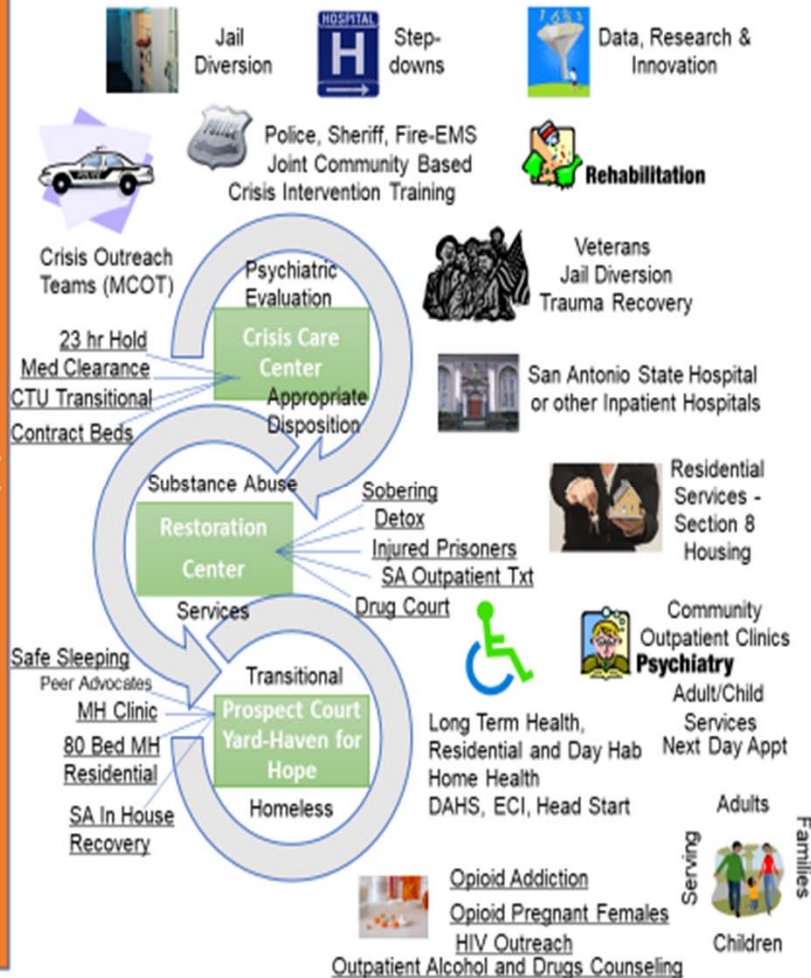 Jail
Diversion
HOSPITAL
H
Step-
downs
Data, Research &
Innovation
POLICE
Police, Sheriff, Fire-EMS
Joint Community Based
Crisis Intervention Training
Rehabilitation
Crisis Outreach
Teams (MCOT)
Psychiatric
Evaluation
Veterans
Jail Diversion
Trauma Recovery
23 hr Hold
Med Clearance
CTU Transitional
Contract Beds
Crisis Care
Center
Appropriate
Disposition
San Antonio State Hospital
or other Inpatient Hospitals
Substance Abuse
Restoration
Center
Services
Sobering
Detox
Injured Prisoners
SA Outpatient Txt
Drug Court
Residential
Services -
Section 8
Housing
Safe Sleeping
Peer Advocates
MH Clinic
80 Bed MH
Residential
SA In House
Recovery
Transitional
Prospect Court
Yard-Haven for
Hope
Homeless
Community
Outpatient Clinics
Psychiatry
Adult/Child
Services
Next Day Appt
Long Term Health,
Residential and Day Hab
Home Health
DAHS, ECI, Head Start
Adults
Serving
Families
Children
Opioid Addiction
Opioid Pregnant Females
HIV Outreach
Outpatient Alcohol and Drugs Counseling